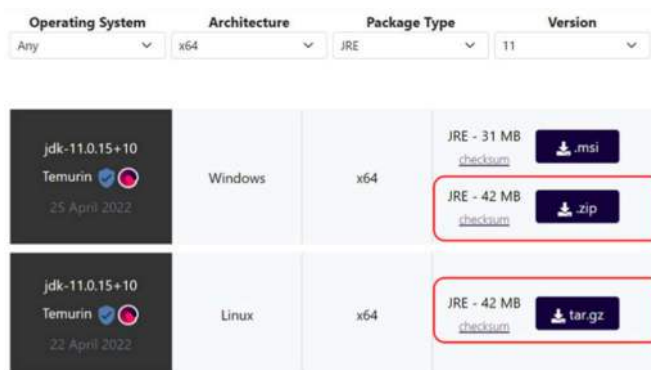 Operating System Architecture Package Type Version
Any x64 JRE 11
jdk-11.0.15+10
Temurin
25 April 2022
Windows
x64
JRE - 31 MB
checksum
.msi
JRE - 42 MB
checksum
.zip
jdk-11.0.15+10
Temurin
22 April 2022
Linux
x64
JRE - 42 MB
checksum
tar.gz